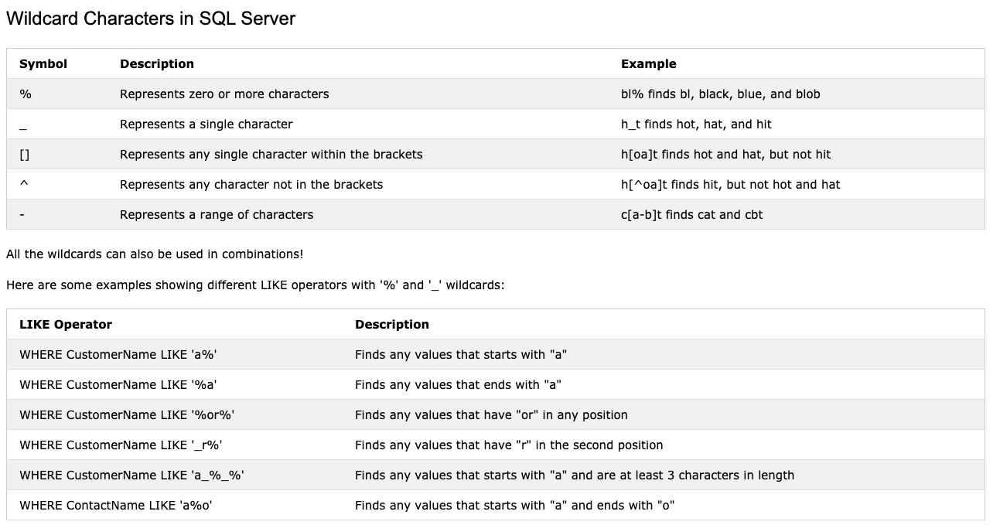 Wildcard Characters in SQL Server
Symbol Description Example
% Represents zero or more characters bl% finds bl, black, blue, and blob
_ Represents a single character h_t finds hot, hat, and hit
[] Represents any single character within the brackets h[oa]t finds hot and hat, but not hit
^ Represents any character not in the brackets h[^oa]t finds hit, but not hot and hat
- Represents a range of characters c[a-b]t finds cat and cbt
All the wildcards can also be used in combinations!
Here are some examples showing different LIKE operators with '%' and '_' wildcards:
LIKE Operator Description
WHERE CustomerName LIKE 'a%' Finds any values that starts with "a"
WHERE CustomerName LIKE '%a' Finds any values that ends with "a"
WHERE CustomerName LIKE '%or%' Finds any values that have "or" in any position
WHERE CustomerName LIKE '_r%' Finds any values that have "r" in the second position
WHERE CustomerName LIKE 'a_%_%' Finds any values that starts with "a" and are at least 3 characters in length
WHERE ContactName LIKE 'a%o' Finds any values that starts with "a" and ends with "o"